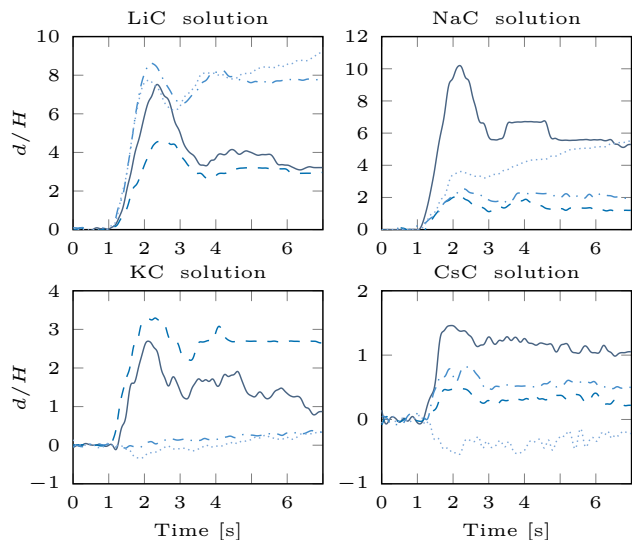 LiC solution
NaC solution
10
8
6
4
2
0
d/H
0 1 2 3 4 6
12
10
8
6
4
2
0
0 1 2 3 4 6
KC solution
CsC solution
4
3
2
1
0
−1
d/H
0 1 2 3 4 6
Time [s]
2
1
0
−1
0 1 2 3 4 6
Time [s]